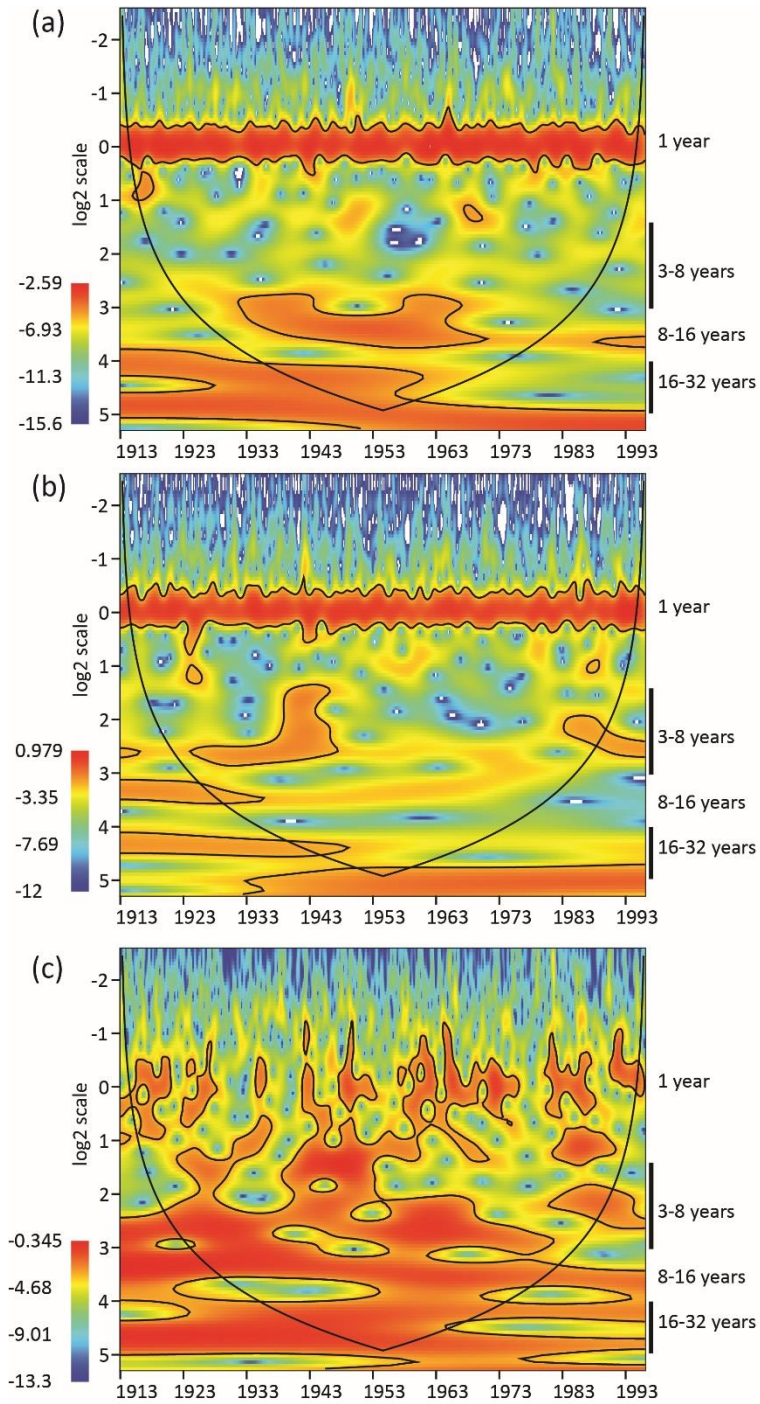 (a)
-2
-1
0
1
2
3
4
5
log2 scale
1 year
3-8 years
8-16 years
16-32 years
-2.59
-6.93
-11.3
-15.6
1913 1923 1933 1943 1953 1963 1973 1983 1993
(b)
-2
-1
0
1
2
3
4
5
log2 scale
1 year
3-8 years
8-16 years
16-32 years
0.979
-3.35
-7.69
-12
1913 1923 1933 1943 1953 1963 1973 1983 1993
(c)
-2
-1
0
1
2
3
4
5
log2 scale
1 year
3-8 years
8-16 years
16-32 years
-0.345
-4.68
-9.01
-13.3
1913 1923 1933 1943 1953 1963 1973 1983 1993